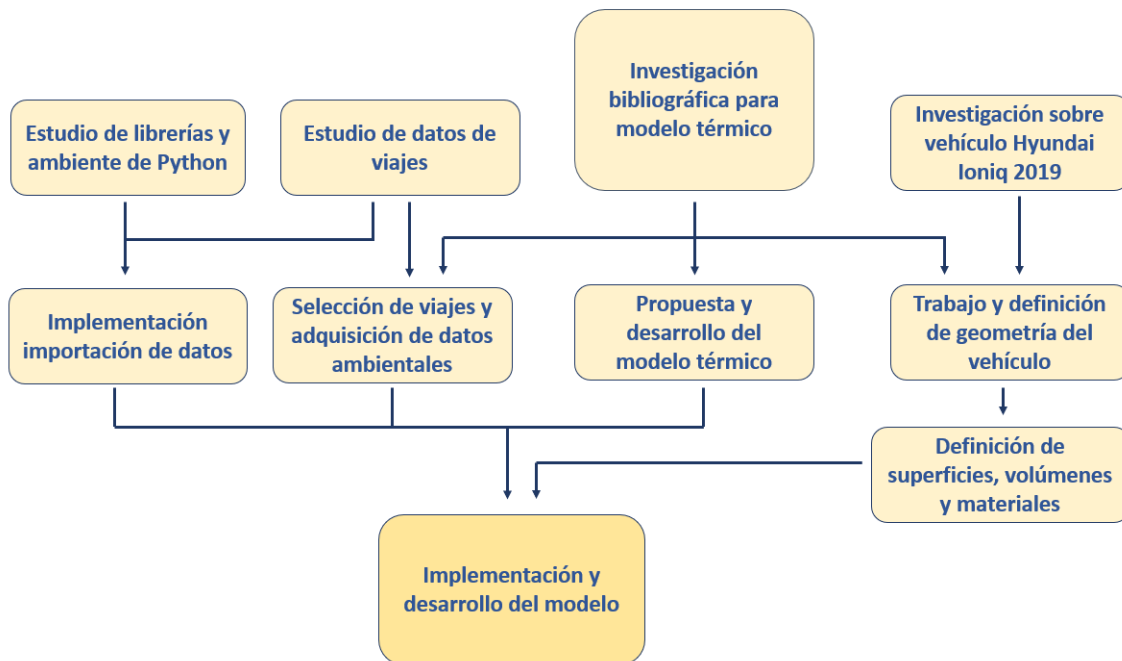 Investigación
bibliográfica para
modelo térmico
Estudio de librerías y
ambiente de Python
Estudio de datos de
viajes
Investigación sobre
vehículo Hyundai
Ioniq 2019
Implementación
importación de datos
Selección de viajes y
adquisición de datos
ambientales
Propuesta y
desarrollo del
modelo térmico
Trabajo y definición
de geometría del
vehículo
Definición de
superficies, volúmenes
y materiales
Implementación y
desarrollo del modelo